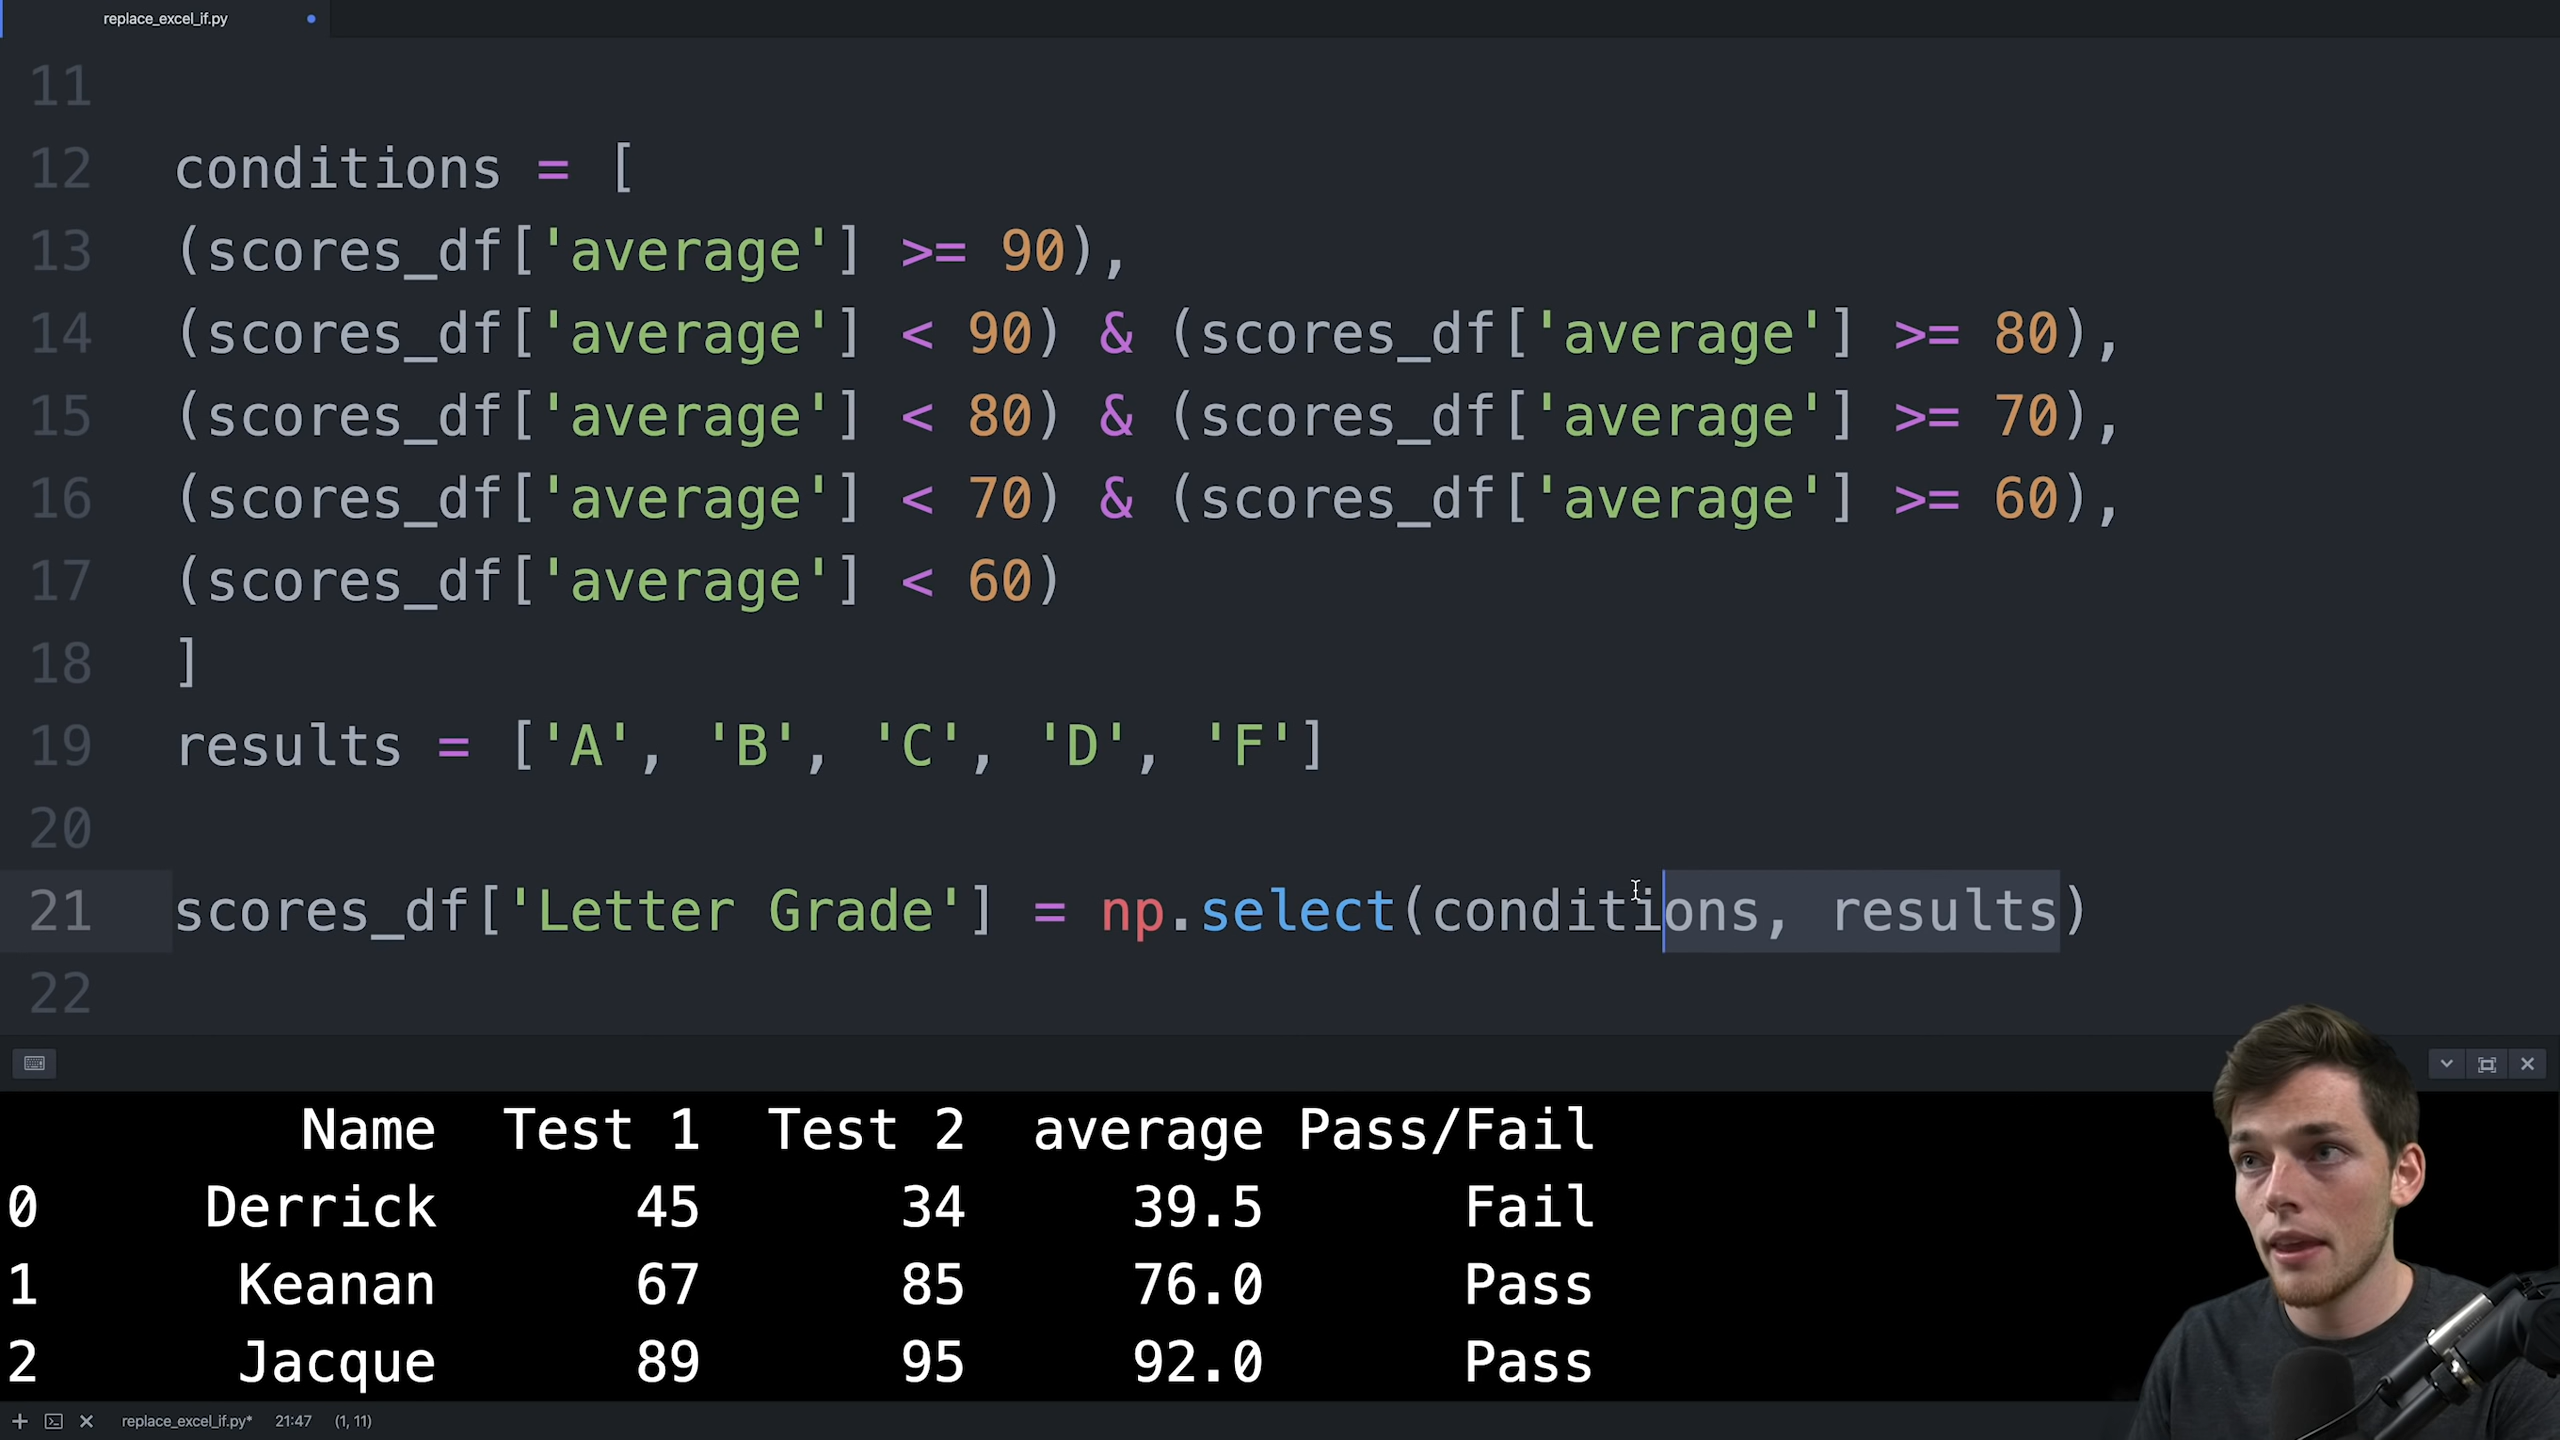 replace_excel_if.py
11
12 conditions = [
13 (scores_df['average'] >= 90),
14 (scores_df['average'] < 90) & (scores_df['average'] >= 80),
15 (scores_df['average'] < 80) & (scores_df['average'] >= 70),
16 (scores_df['average'] < 70) & (scores_df['average'] >= 60),
17 (scores_df['average'] < 60)
18 ]
19 results = ['A', 'B', 'C', 'D', 'F']
20
21 scores_df['Letter Grade'] = np.select(conditions, results)
22
Name Test 1 Test 2 average Pass/Fail
0 Derrick 45 34 39.5 Fail
1 Keanan 67 85 76.0 Pass
2 Jacque 89 95 92.0 Pass
replace_excel_if.py* 21:47 (1, 11)